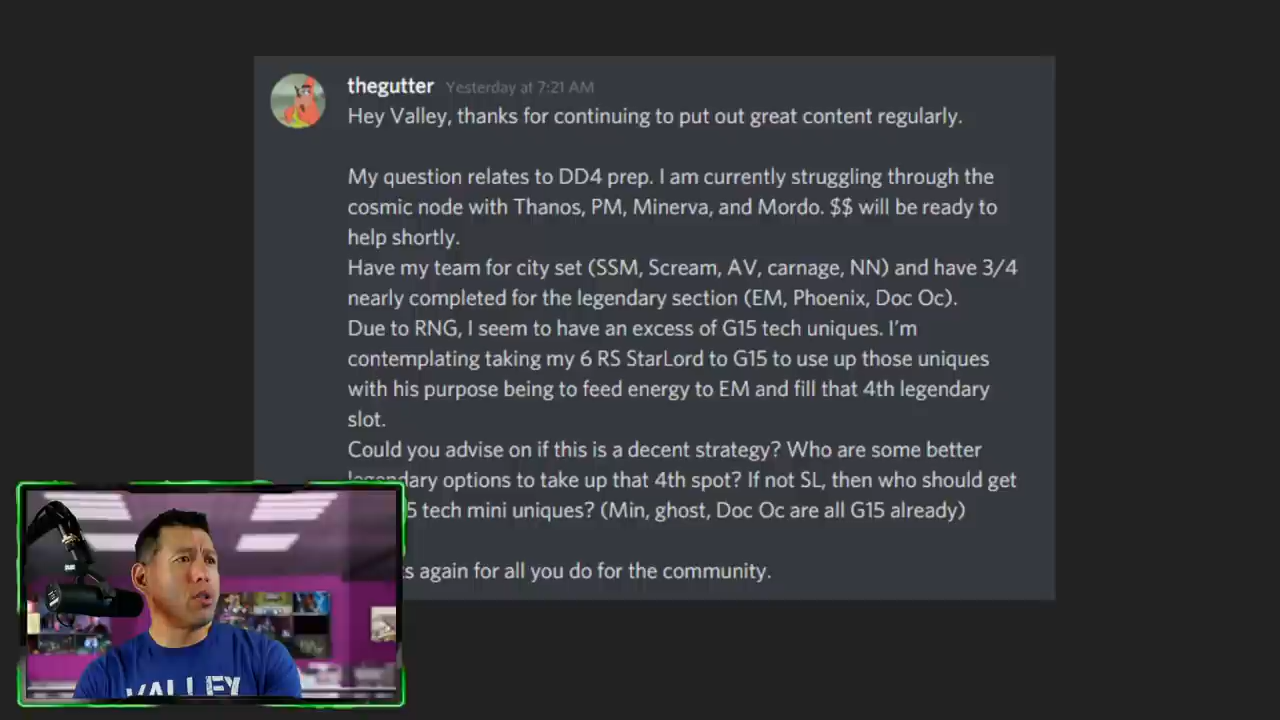 thegutter Yesterday at 7:21 AM
Hey Valley, thanks for continuing to put out great content regularly.
My question relates to DD4 prep. I am currently struggling through the
cosmic node with Thanos, PM, Minerva, and Mordo. $$ will be ready to
help shortly.
Have my team for city set (SSM, Scream, AV, carnage, NN) and have 3/4
nearly completed for the legendary section (EM, Phoenix, Doc Oc).
Due to RNG, I seem to have an excess of G15 tech uniques. I'm
contemplating taking my 6 RS StarLord to G15 to use up those uniques
with his purpose being to feed energy to EM and fill that 4th legendary
slot.
Could you advise on if this is a decent strategy? Who are some better
legendary options to take up that 4th spot? If not SL, then who should get
5 tech mini uniques? (Min, ghost, Doc Oc are all G15 already)
again for all you do for the community.
VALLEY